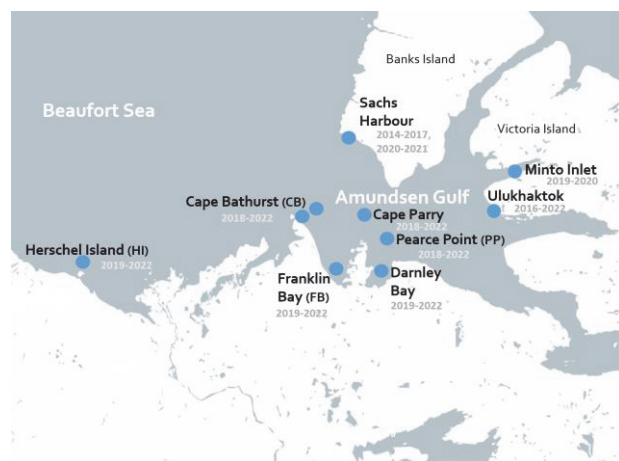 Banks Island
Beaufort Sea
Sachs
Harbour
2014-2017,
2020-2021
Victoria Island
Minto Inlet
2019-2020
Amundsen Gulf
Ulukhaktok
2016-2022
Cape Bathurst (CB)
2018-2022
Cape Parry
2018-2022
Pearce Point (PP)
2018-2022
Herschel Island (HI)
2019-2022
Franklin
Bay (FB)
2019-2022
Darnley
Bay
2019-2022